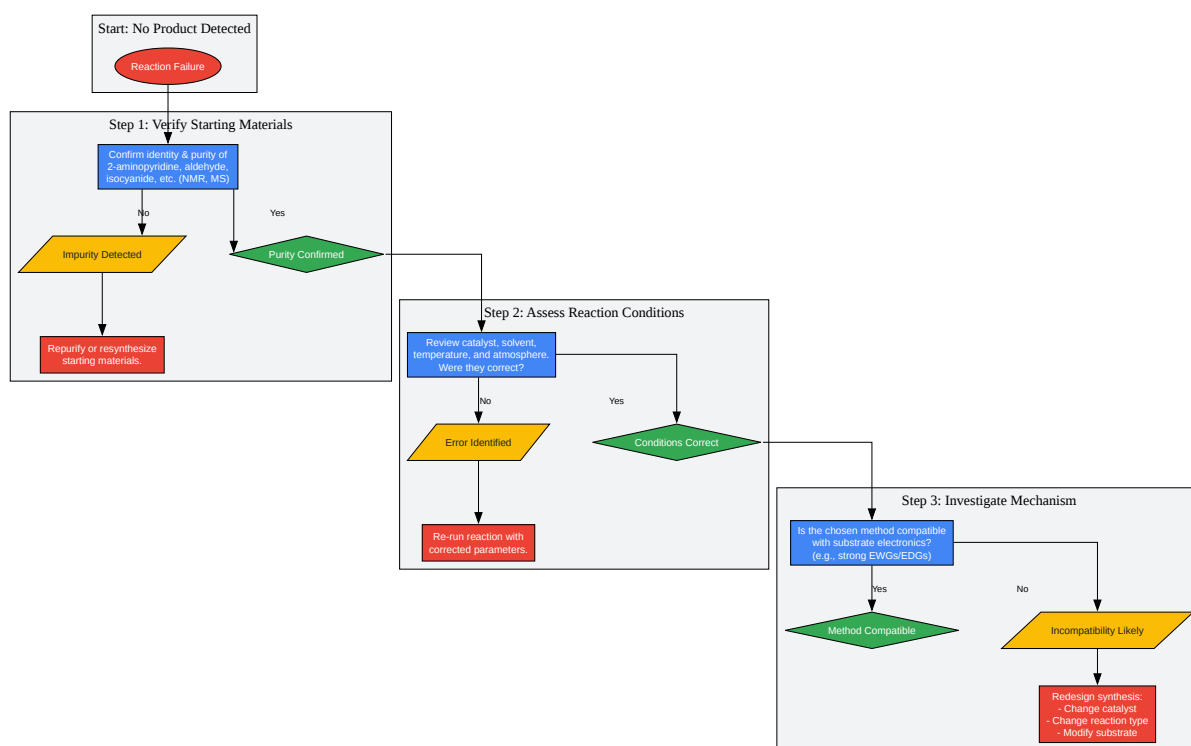 Start: No Product Detected
Reaction Failure
Step 1: Verify Starting Materials
Confirm identity & purity of
2-aminopyridine, aldehyde,
isocyanide, etc. (NMR, MS)
No
Yes
Impurity Detected
Purity Confirmed
Repurify or resynthesize
starting materials.
Step 2: Assess Reaction Conditions
Review catalyst, solvent,
temperature, and atmosphere.
Were they correct?
No
Yes
Error Identified
Conditions Correct
Re-run reaction with
corrected parameters.
Step 3: Investigate Mechanism
Is the chosen method compatible
with substrate electronics?
(e.g., strong EWGs/EDGs)
Yes
No
Method Compatible
Incompatibility Likely
Redesign synthesis:
- Change catalyst
- Change reaction type
- Modify substrate